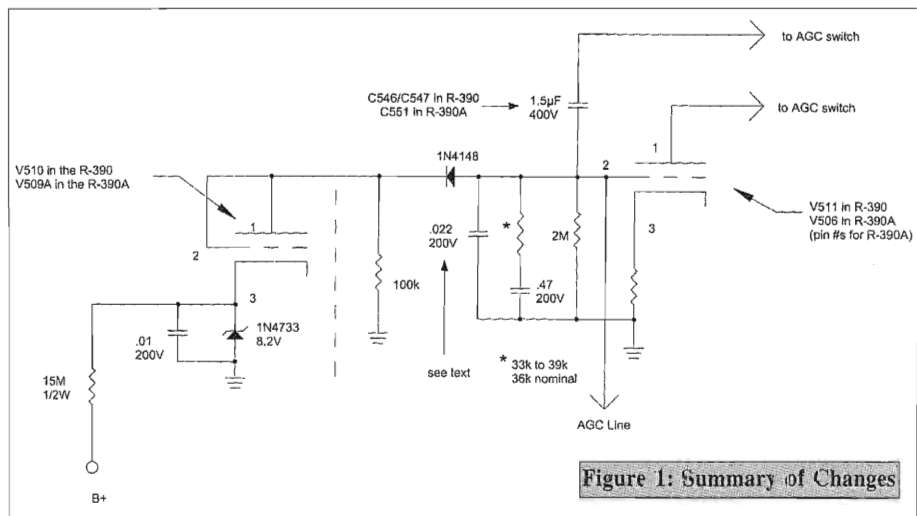 to AGC switch
C546/C547 in R-390
C551 in R-390A
1.5µF
400V
to AGC switch
1
1N4148
2
V510 in the R-390
V509A in the R-390A
1
2
3
V511 in R-390
V506 in R-390A
(pin #s for R-390A)
.022
200V
*
2M
3
100k
.47
200V
.01
200V
1N4733
8.2V
see text
* 33k to 39k
36k nominal
15M
1/2W
AGC Line
B+
Figure 1: Summary of Changes